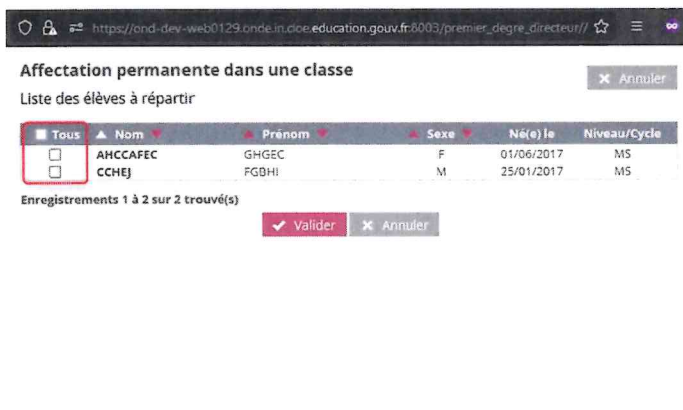 https://ond-dev-web0129.onde.in.doe.education.gouv.fr:8003/premier_degre_directeur//
Affectation permanente dans une classe
✕ Annuler
Liste des élèves à répartir
Tous ▲ Nom ▼ ▲ Prénom ▼ ▲ Sexe ▼ Né(e) le Niveau/Cycle
AHCCAFEC GHGEC F 01/06/2017 MS
CCHEJ FGBHI M 25/01/2017 MS
Enregistrements 1 à 2 sur 2 trouvé(s)
✔ Valider ✕ Annuler